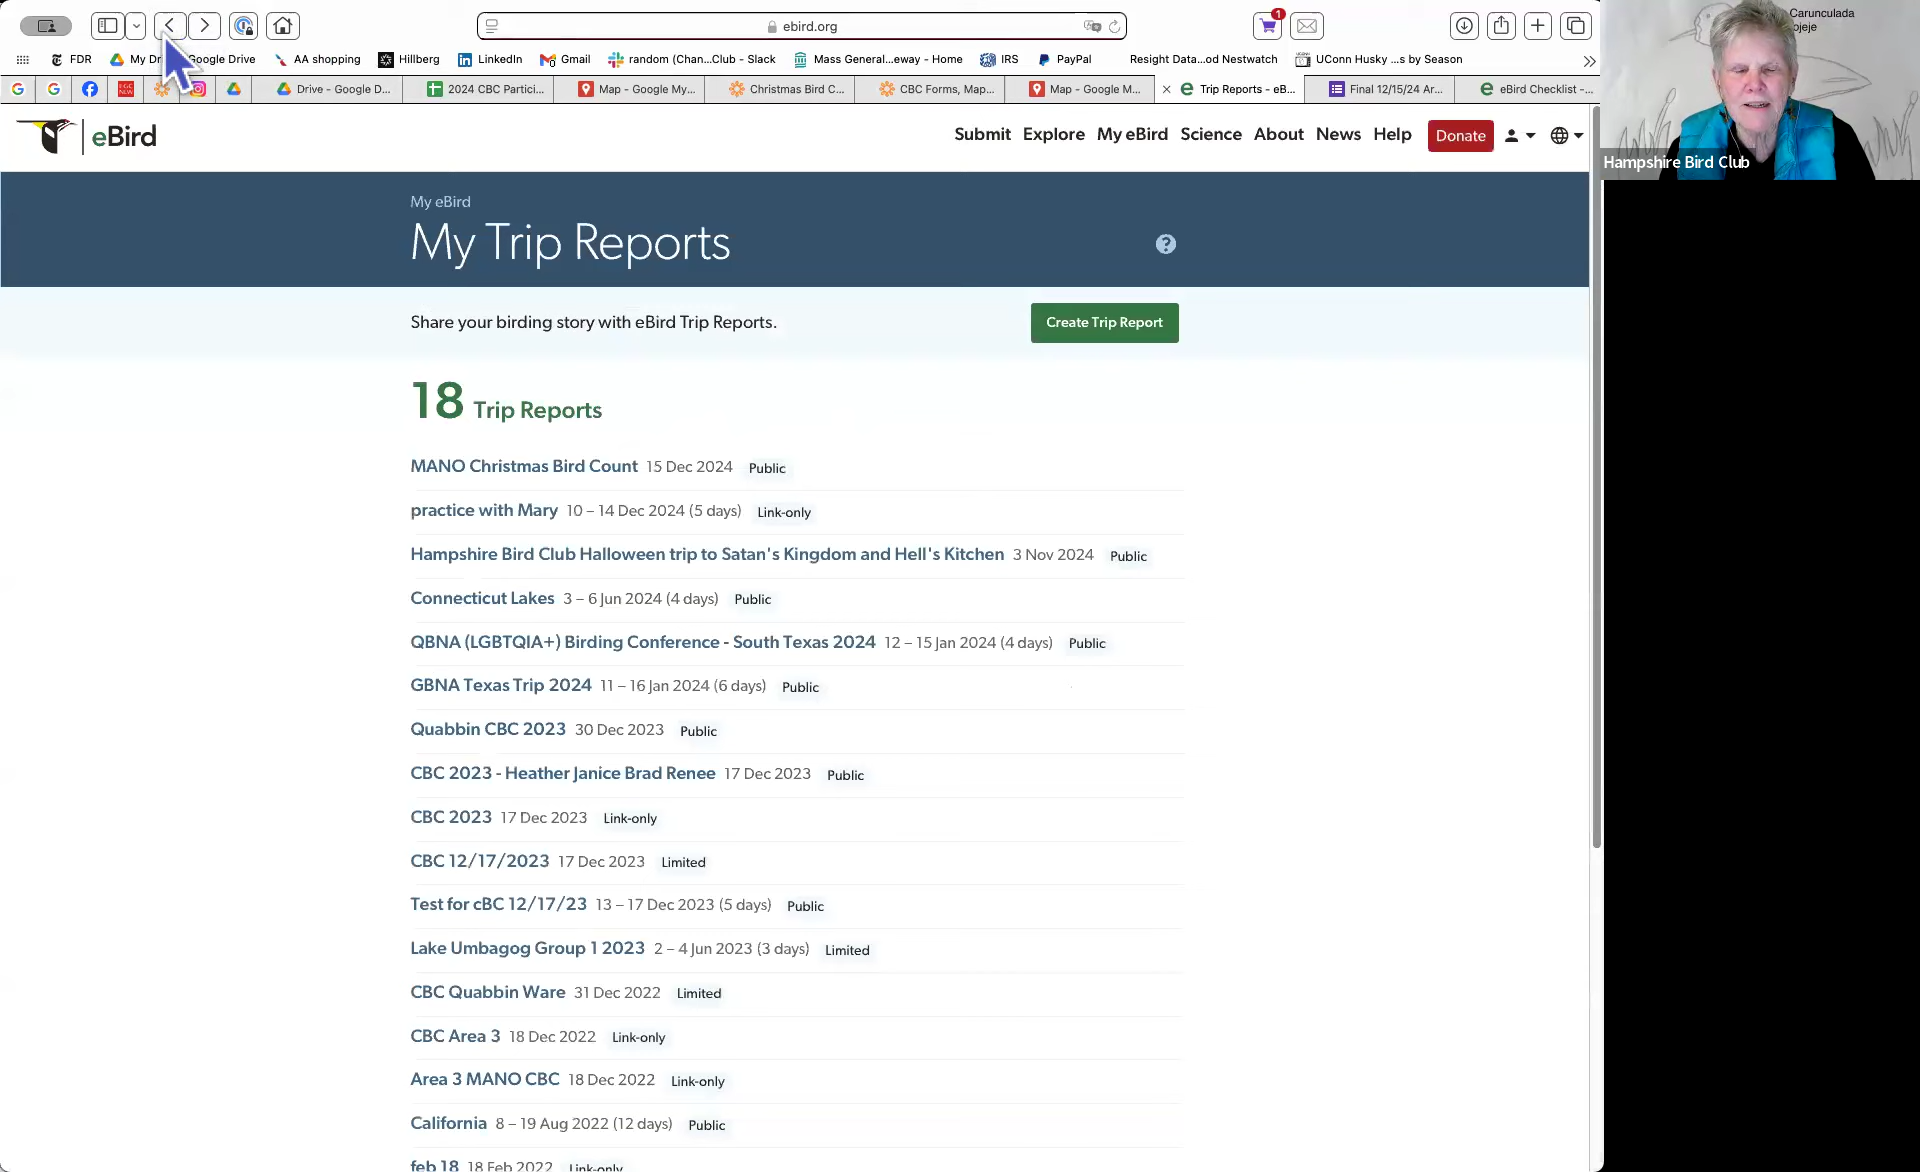 ebird.org
1
FDR
My Dr
Google Drive
AA shopping
Hillberg
LinkedIn
Gmail
random (Chan...Club - Slack
Mass General...eway - Home
IRS
PayPal
Resight Data...od Nestwatch
UConn Husky ...s by Season
Drive - Google D...
2024 CBC Partici...
Map - Google My...
Christmas Bird C...
CBC Forms, Map...
Map - Google M...
Trip Reports - eB...
Final 12/15/24 Ar...
eBird Checklist -...
Carunculada
ojeje
Hampshire Bird Club
eBird
Submit Explore My eBird Science About News Help Donate
My eBird
My Trip Reports
?
Share your birding story with eBird Trip Reports.
Create Trip Report
18 Trip Reports
MANO Christmas Bird Count 15 Dec 2024 Public
practice with Mary 10 – 14 Dec 2024 (5 days) Link-only
Hampshire Bird Club Halloween trip to Satan's Kingdom and Hell's Kitchen 3 Nov 2024 Public
Connecticut Lakes 3 – 6 Jun 2024 (4 days) Public
QBNA (LGBTQIA+) Birding Conference - South Texas 2024 12 – 15 Jan 2024 (4 days) Public
GBNA Texas Trip 2024 11 – 16 Jan 2024 (6 days) Public
Quabbin CBC 2023 30 Dec 2023 Public
CBC 2023 - Heather Janice Brad Renee 17 Dec 2023 Public
CBC 2023 17 Dec 2023 Link-only
CBC 12/17/2023 17 Dec 2023 Limited
Test for cBC 12/17/23 13 – 17 Dec 2023 (5 days) Public
Lake Umbagog Group 1 2023 2 – 4 Jun 2023 (3 days) Limited
CBC Quabbin Ware 31 Dec 2022 Limited
CBC Area 3 18 Dec 2022 Link-only
Area 3 MANO CBC 18 Dec 2022 Link-only
California 8 – 19 Aug 2022 (12 days) Public
feb 18 18 Feb 2022 Link-only